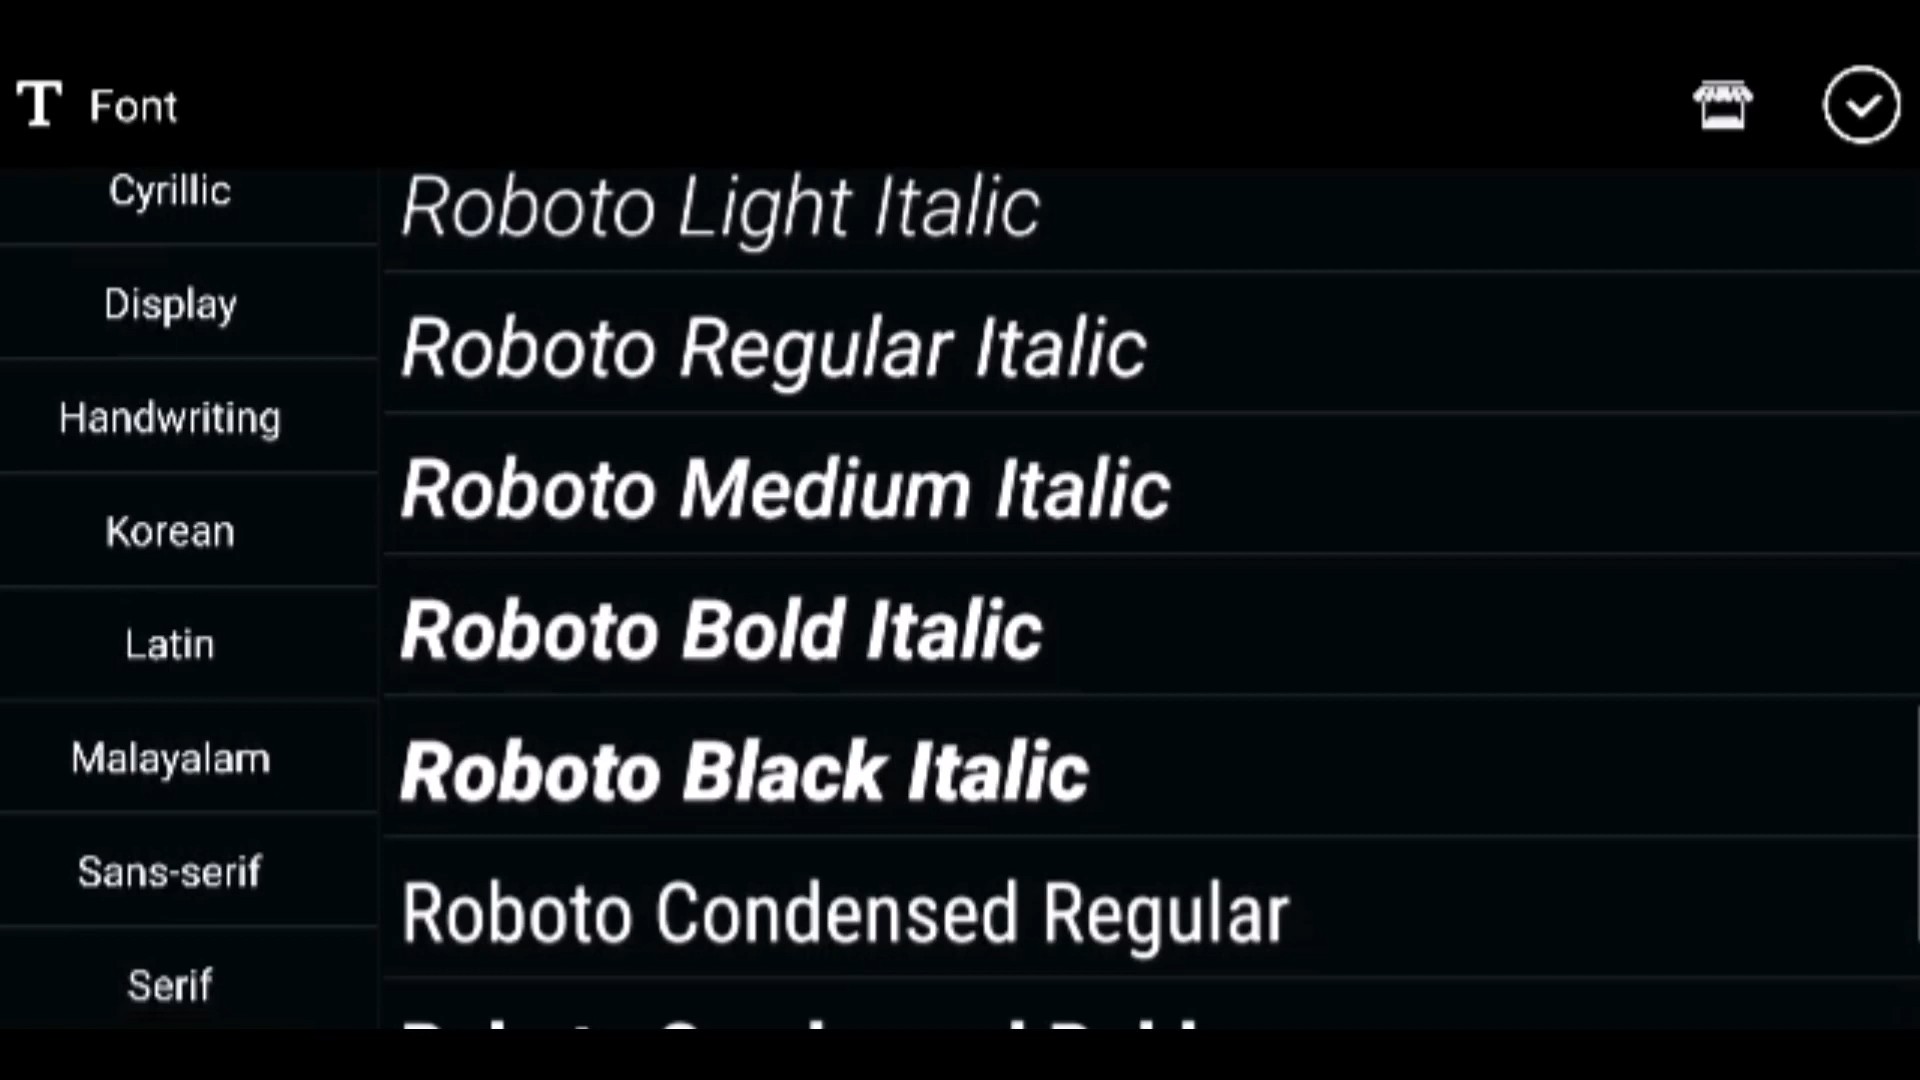 Font
Cyrillic
Display
Handwriting
Korean
Latin
Malayalam
Sans-serif
Serif
Roboto Light Italic
Roboto Regular Italic
Roboto Medium Italic
Roboto Bold Italic
Roboto Black Italic
Roboto Condensed Regular